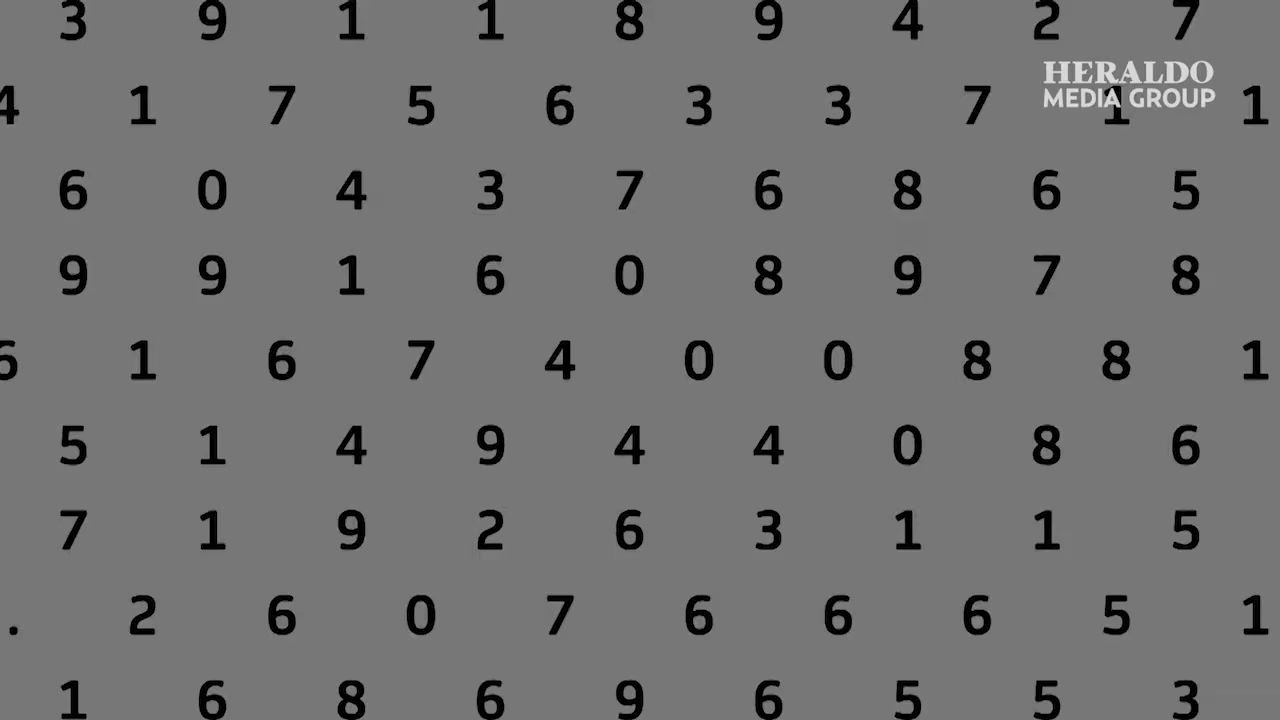 3 9 1 1 8 9 4 2 7
HERALDO
MEDIA GROUP
4 1 7 5 6 3 3 7 1 1
6 0 4 3 7 6 8 6 5
9 9 1 6 0 8 9 7 8
6 1 6 7 4 0 0 8 8 1
5 1 4 9 4 4 0 8 6
7 1 9 2 6 3 1 1 5
. 2 6 0 7 6 6 6 5 1
1 6 8 6 9 6 5 5 3